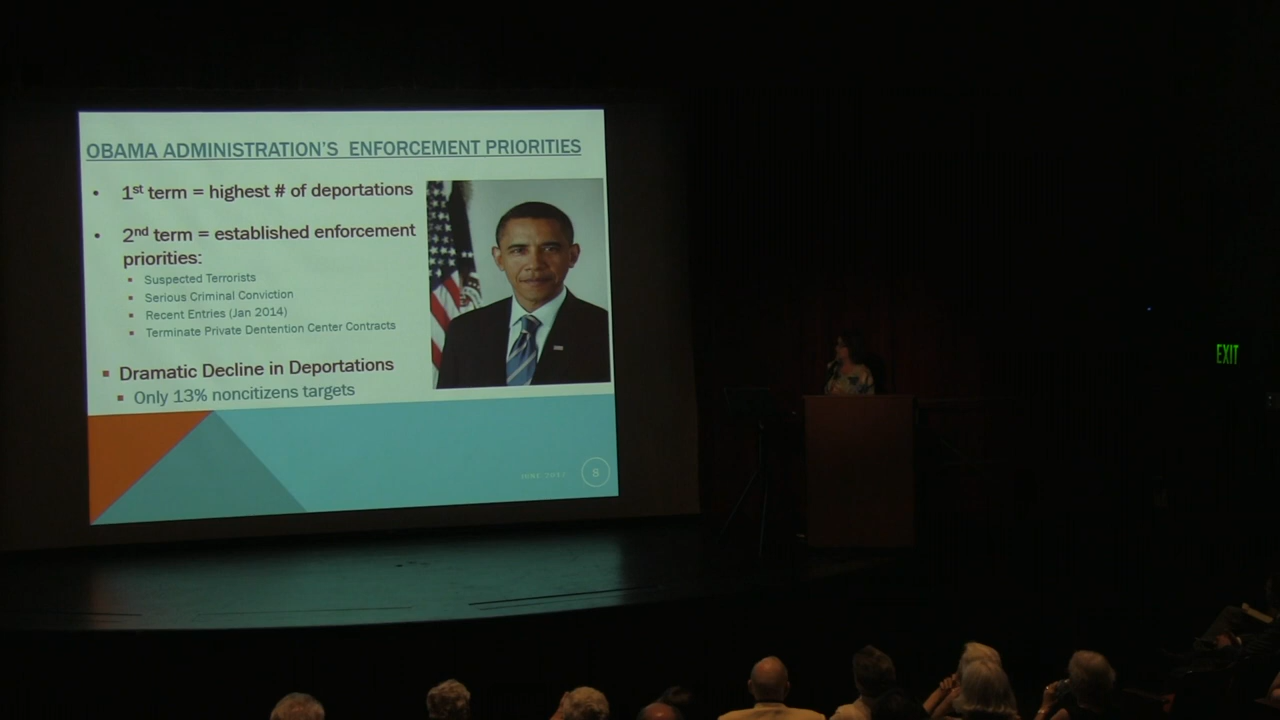 OBAMA ADMINISTRATION'S ENFORCEMENT PRIORITIES
• 1st term = highest # of deportations
• 2nd term = established enforcement
priorities:
▪ Suspected Terrorists
▪ Serious Criminal Conviction
▪ Recent Entries (Jan 2014)
▪ Terminate Private Dentention Center Contracts
▪ Dramatic Decline in Deportations
▪ Only 13% noncitizens targets
8
EXIT